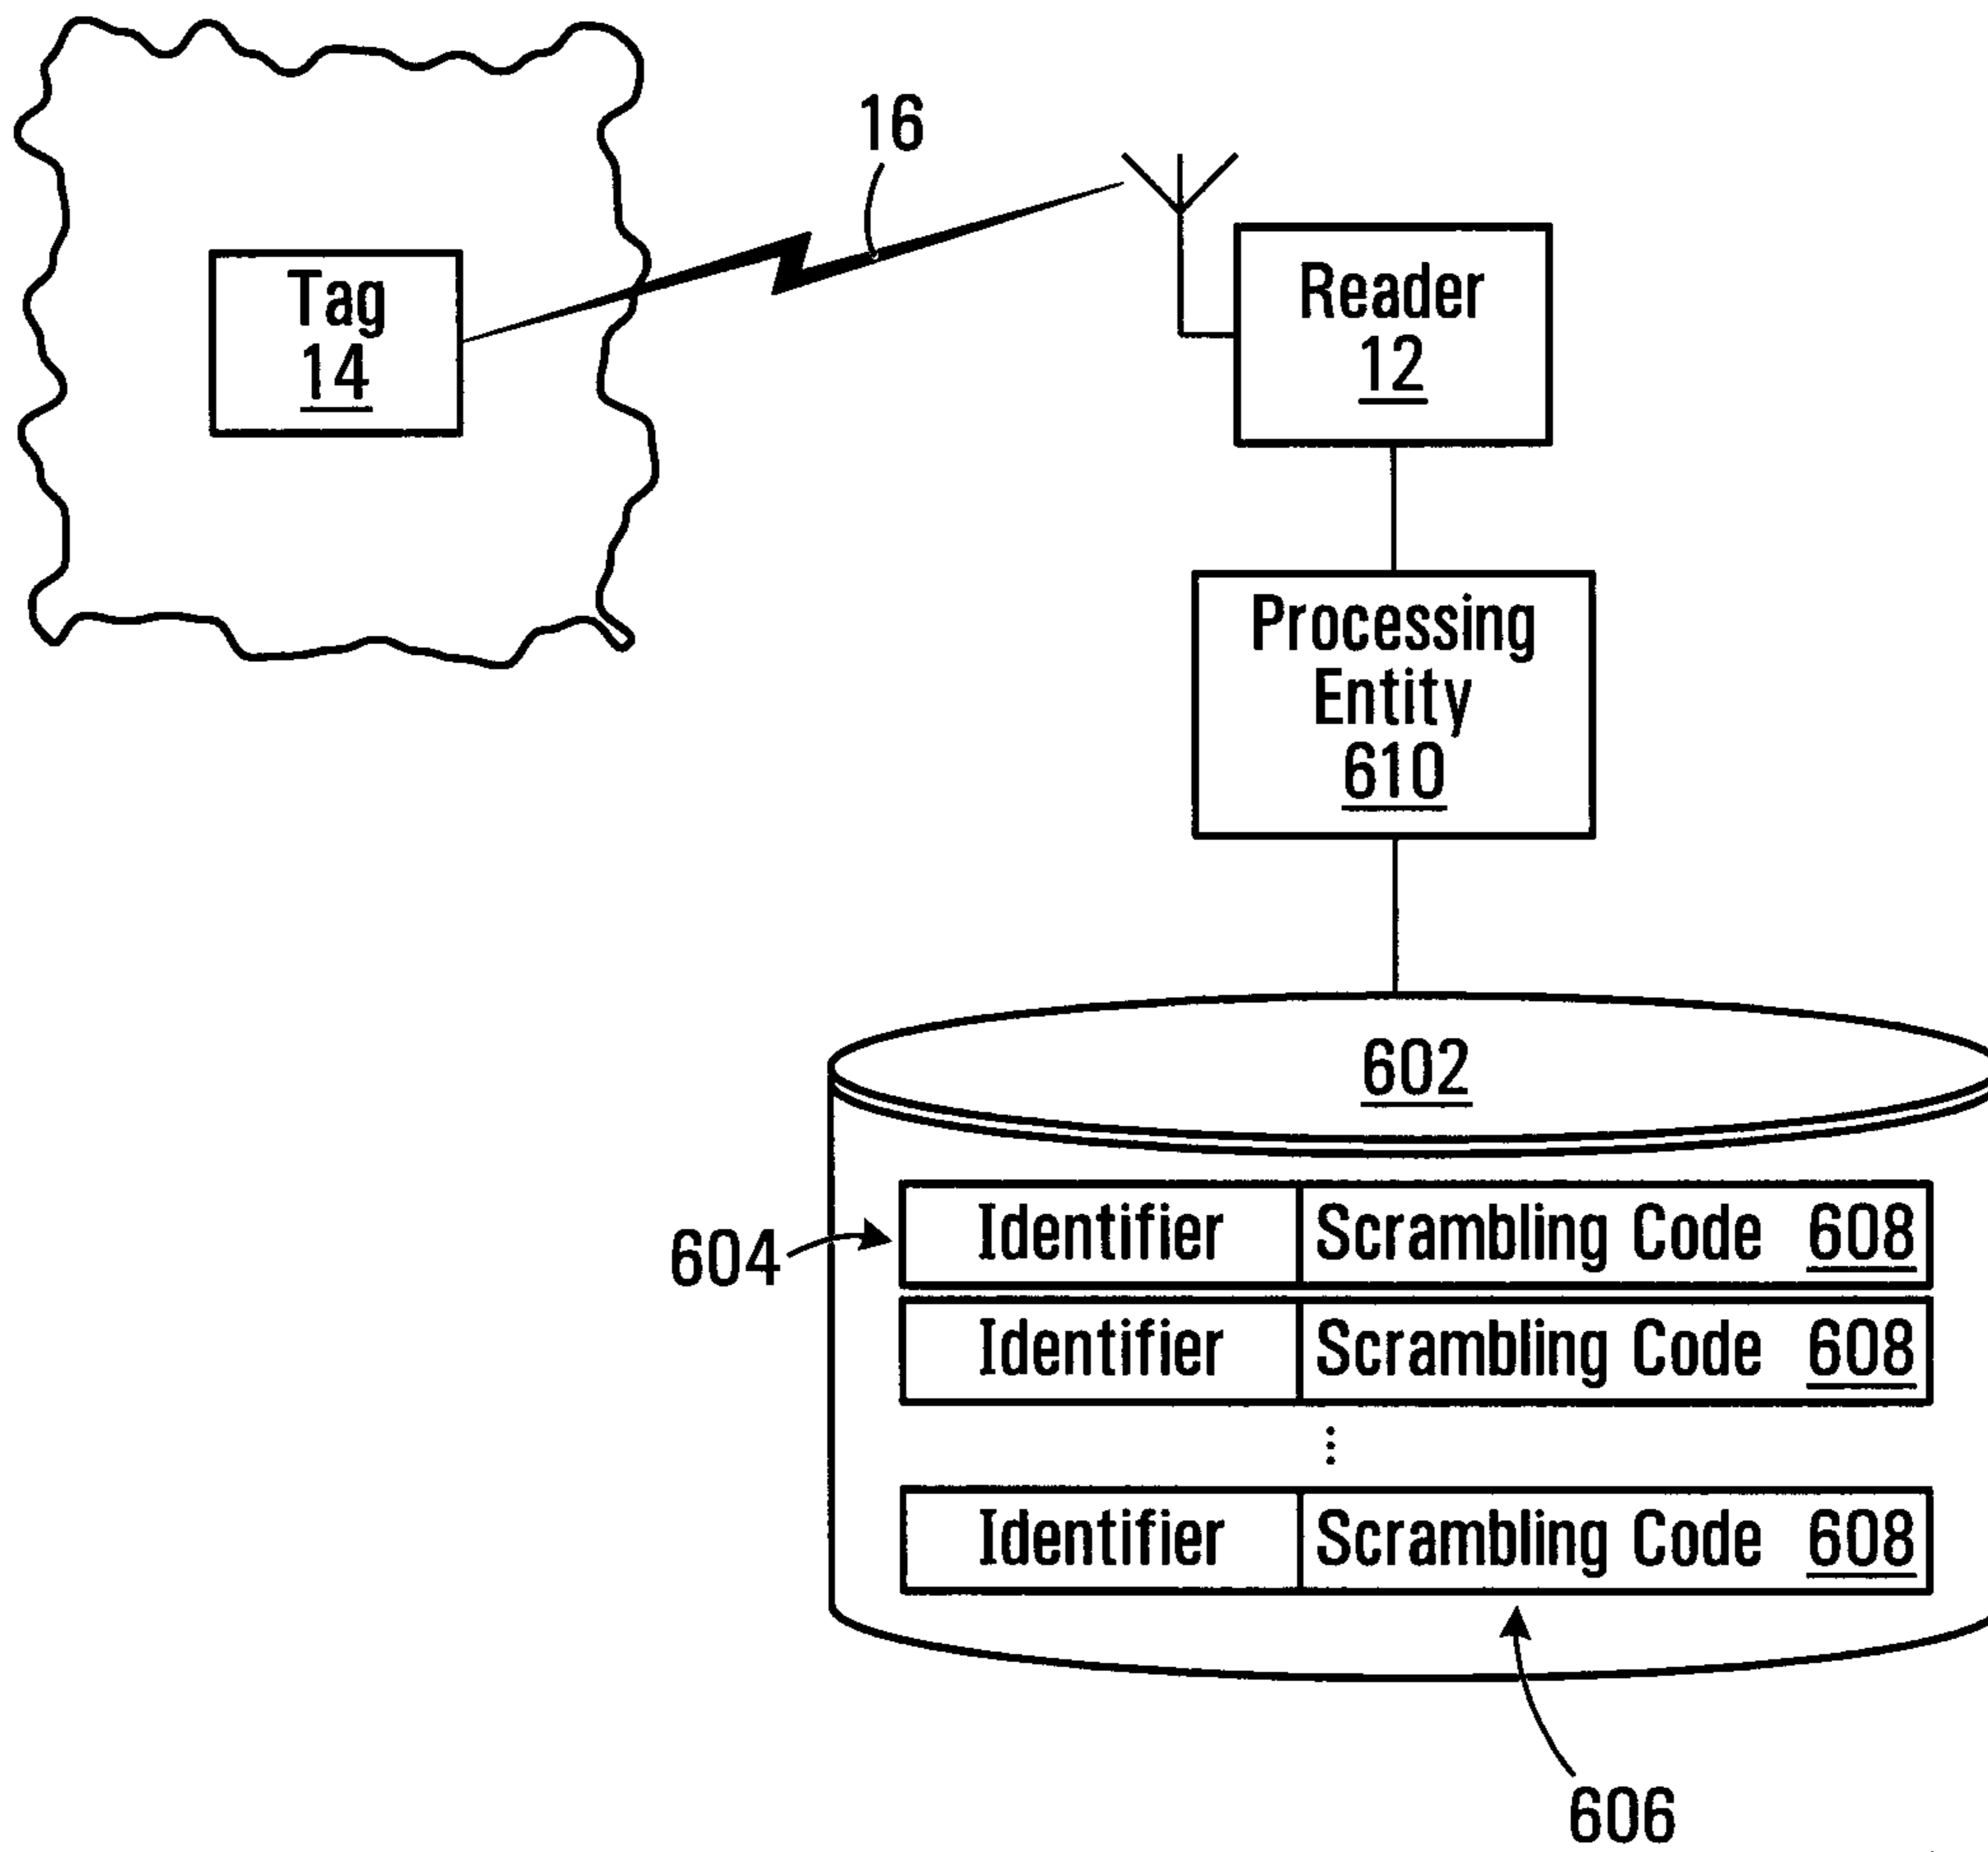 16
Tag
14
Reader
12
Processing
Entity
610
602
604
Identifier Scrambling Code 608
Identifier Scrambling Code 608
Identifier Scrambling Code 608
606